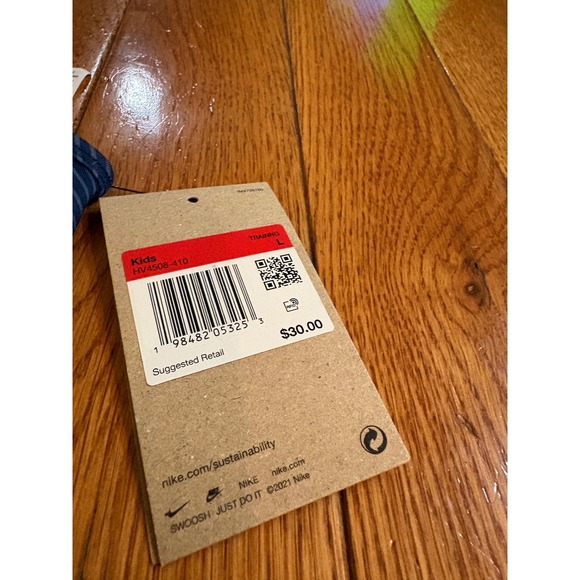 TRAINING
Kids L
HV4508-410
1 98482 05325 3
RFID
$30.00
Suggested Retail
nike.com/sustainability
NIKE nike.com
SWOOSH JUST DO IT ©2021 Nike